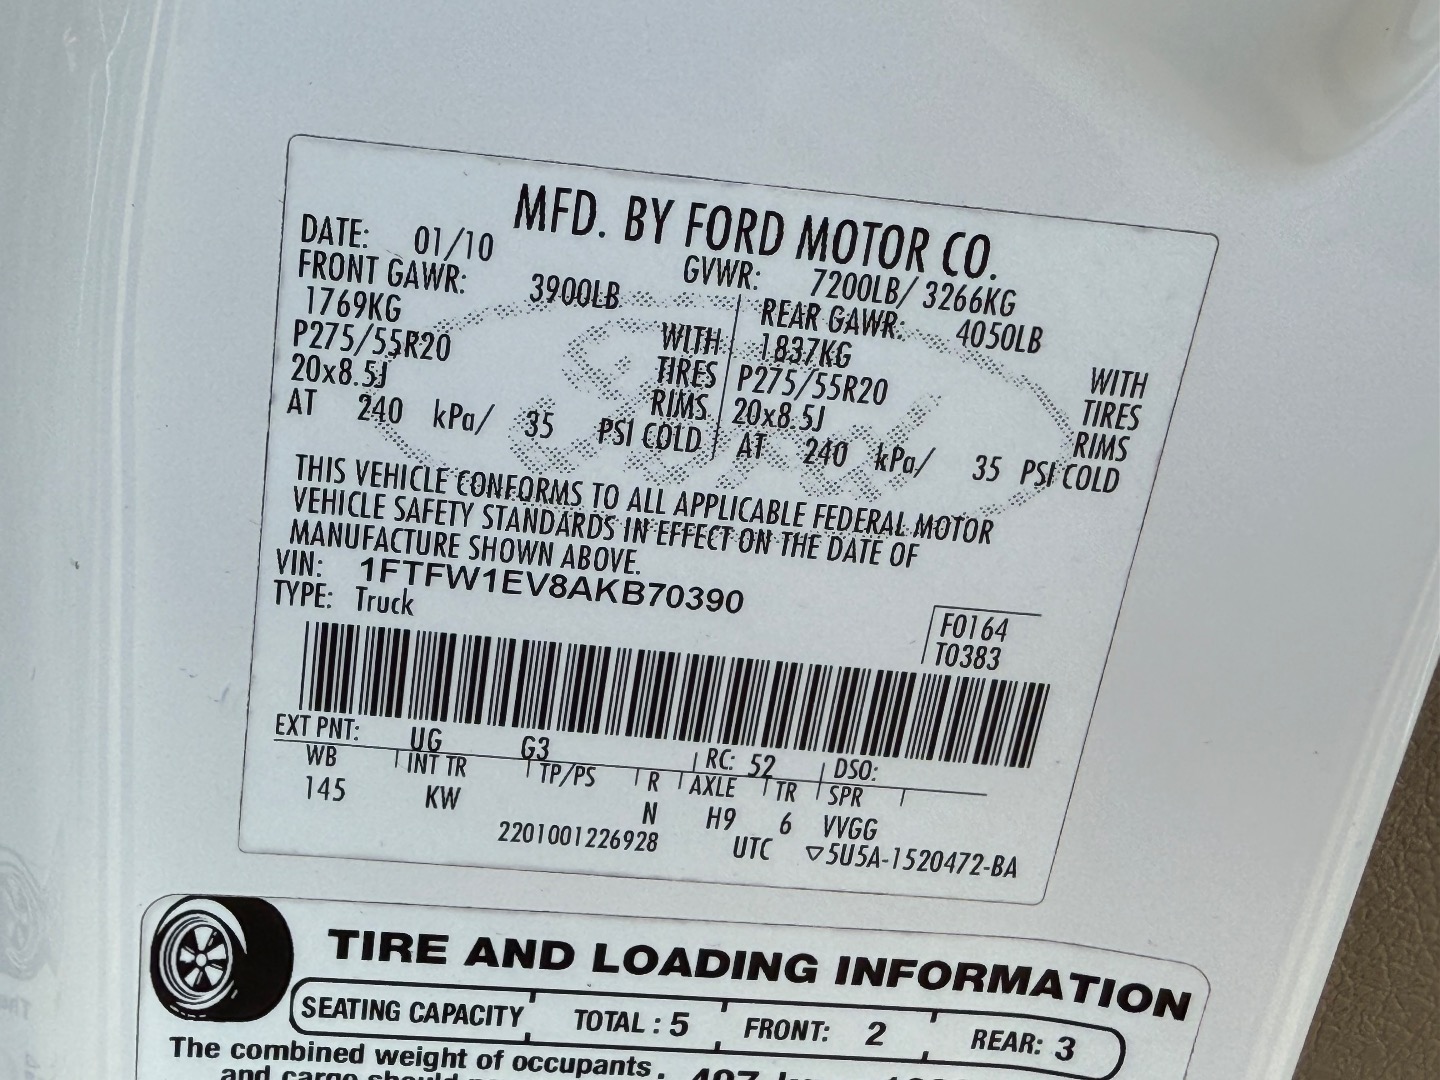 MFD. BY FORD MOTOR CO.
DATE: 01/10 GVWR: 7200LB/ 3266KG
FRONT GAWR: 3900LB REAR GAWR: 4050LB
1769KG WITH 1837KG WITH
P275/55R20 TIRES P275/55R20 TIRES
20x8.5J RIMS 20x8.5J RIMS
AT 240 kPa/ 35 PSI COLD AT 240 kPa/ 35 PSI COLD
THIS VEHICLE CONFORMS TO ALL APPLICABLE FEDERAL MOTOR
VEHICLE SAFETY STANDARDS IN EFFECT ON THE DATE OF
MANUFACTURE SHOWN ABOVE.
VIN: 1FTFW1EV8AKB70390
TYPE: Truck
F0164
T0383
EXT PNT: UG G3 RC: 52 DSO:
WB INT TR TP/PS R AXLE TR SPR
145 KW N H9 6 VVGG
2201001226928 UTC ▽5U5A-1520472-BA
TIRE AND LOADING INFORMATION
SEATING CAPACITY TOTAL : 5 FRONT: 2 REAR: 3
The combined weight of occupants
and cargo should